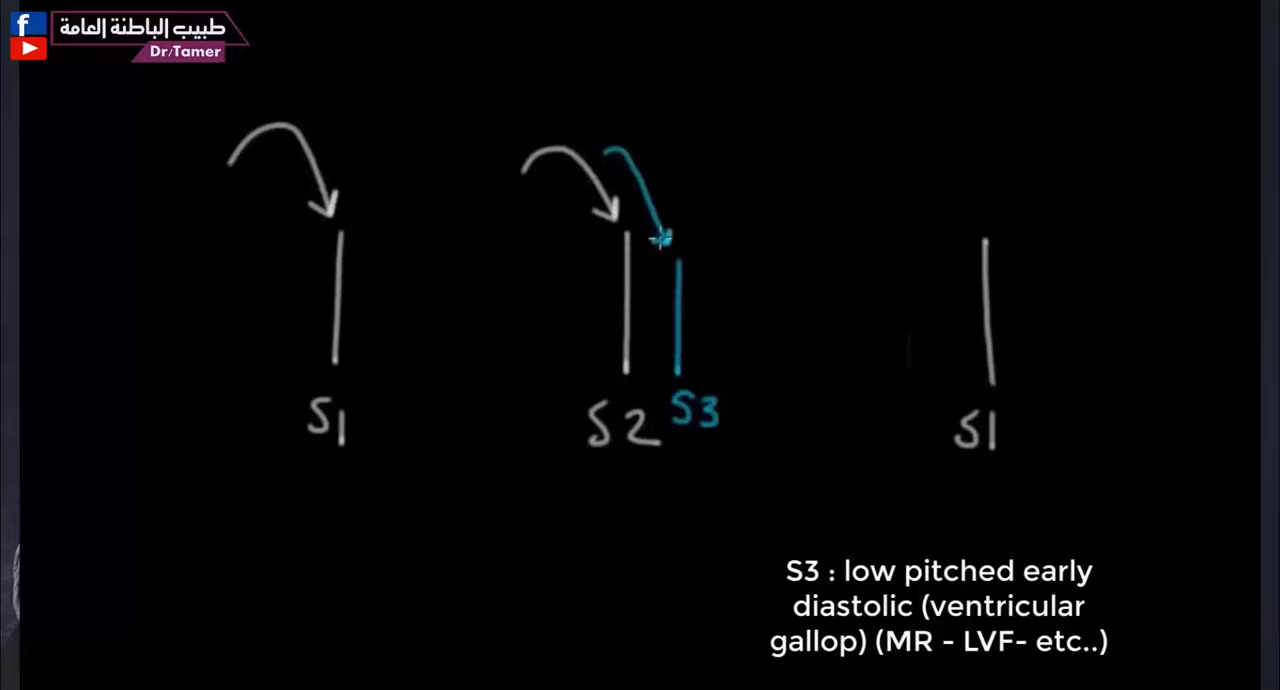 طبيب الباطنة العامة
Dr/Tamer
S1
S2
S3
S1
S3 : low pitched early
diastolic (ventricular
gallop) (MR - LVF- etc..)